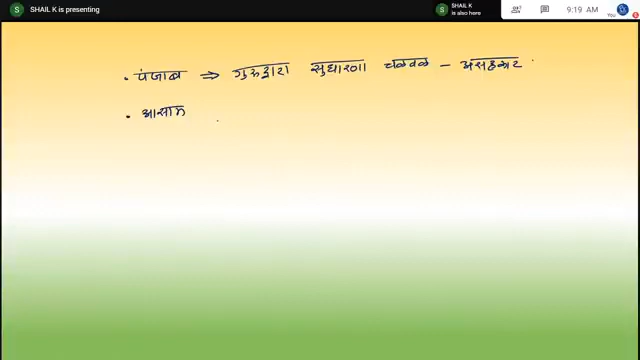 S SHAIL K is presenting
S SHAIL K is also here
9:19 AM
You
• पंजाब ⇒ गुरुद्वारा सुधारणा चळवळ – असहकार
• आसाम